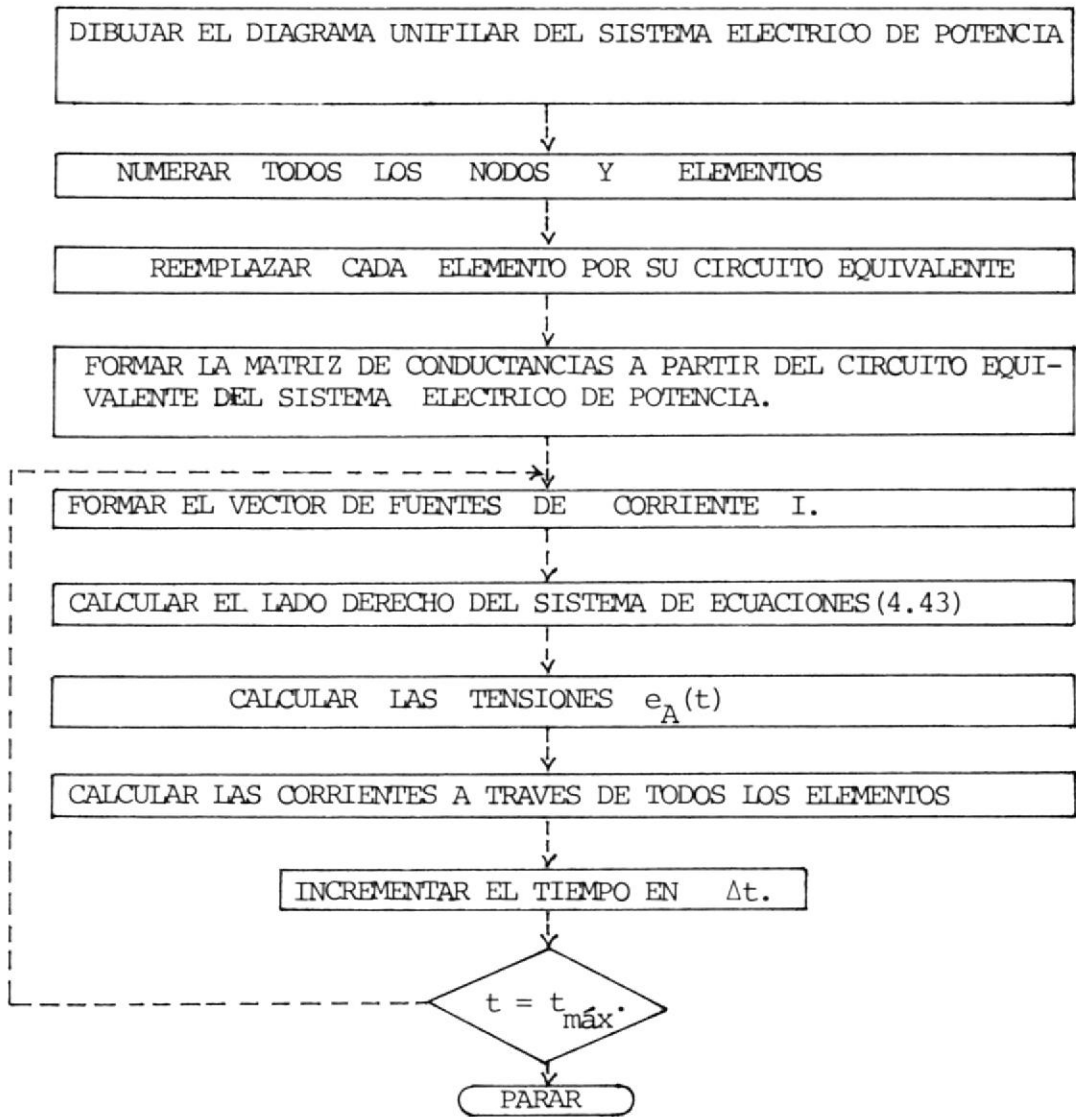 DIBUJAR EL DIAGRAMA UNIFILAR DEL SISTEMA ELECTRICO DE POTENCIA
NUMERAR TODOS LOS NODOS Y ELEMENTOS
REEMPLAZAR CADA ELEMENTO POR SU CIRCUITO EQUIVALENTE
FORMAR LA MATRIZ DE CONDUCTANCIAS A PARTIR DEL CIRCUITO EQUI-
VALENTE DEL SISTEMA ELECTRICO DE POTENCIA.
FORMAR EL VECTOR DE FUENTES DE CORRIENTE I.
CALCULAR EL LADO DERECHO DEL SISTEMA DE ECUACIONES(4.43)
CALCULAR LAS TENSIONES e_A(t)
CALCULAR LAS CORRIENTES A TRAVES DE TODOS LOS ELEMENTOS
INCREMENTAR EL TIEMPO EN Δt.
t = t_máx.
PARAR